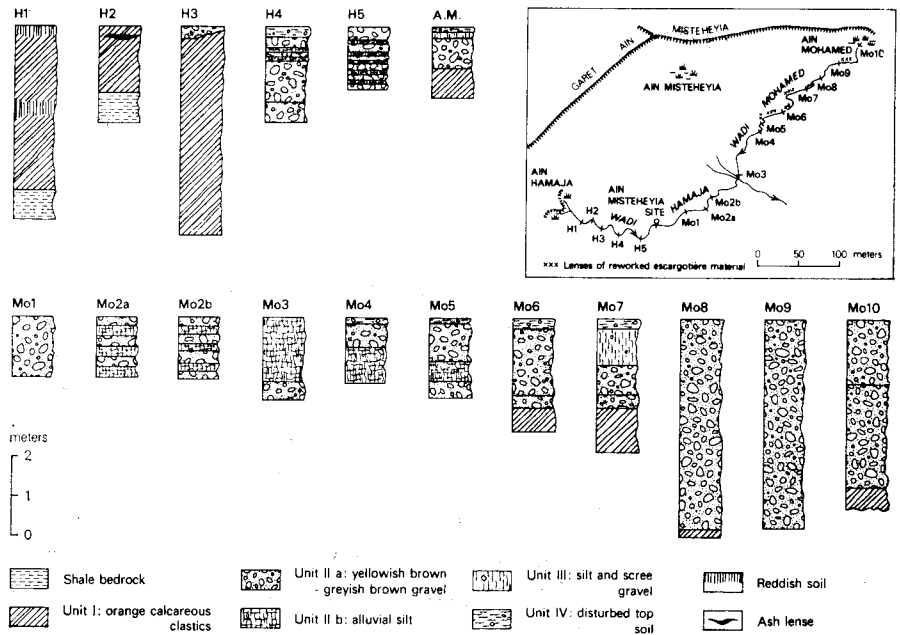 H1
H2
H3
H4
H5
A.M.
GARET
AIN
MISTEHEYIA
AIN
MOHAMED
Mo10
AIN MISTEHEYIA
xxx
Mo9
Mo8
MOHAMED
Mo7
Mo6
Mo5
WADI
Mo4
Mo3
AIN
HAMAJA
AIN
MISTEHEYIA
SITE
HAMAJA
Mo2b
Mo2a
Mo1
H1
H2
WADI
H3
H4
H5
0 100
meters
xxx Lenses of reworked escargotière material
Mo1
Mo2a
Mo2b
Mo3
Mo4
Mo5
Mo6
Mo7
Mo8
Mo9
Mo10
meters
2
1
0
Shale bedrock
Unit I: orange calcareous
clastics
Unit II a: yellowish brown
- greyish brown gravel
Unit II b: alluvial silt
Unit III: silt and scree
gravel
Unit IV: disturbed top
soil
Reddish soil
Ash lense